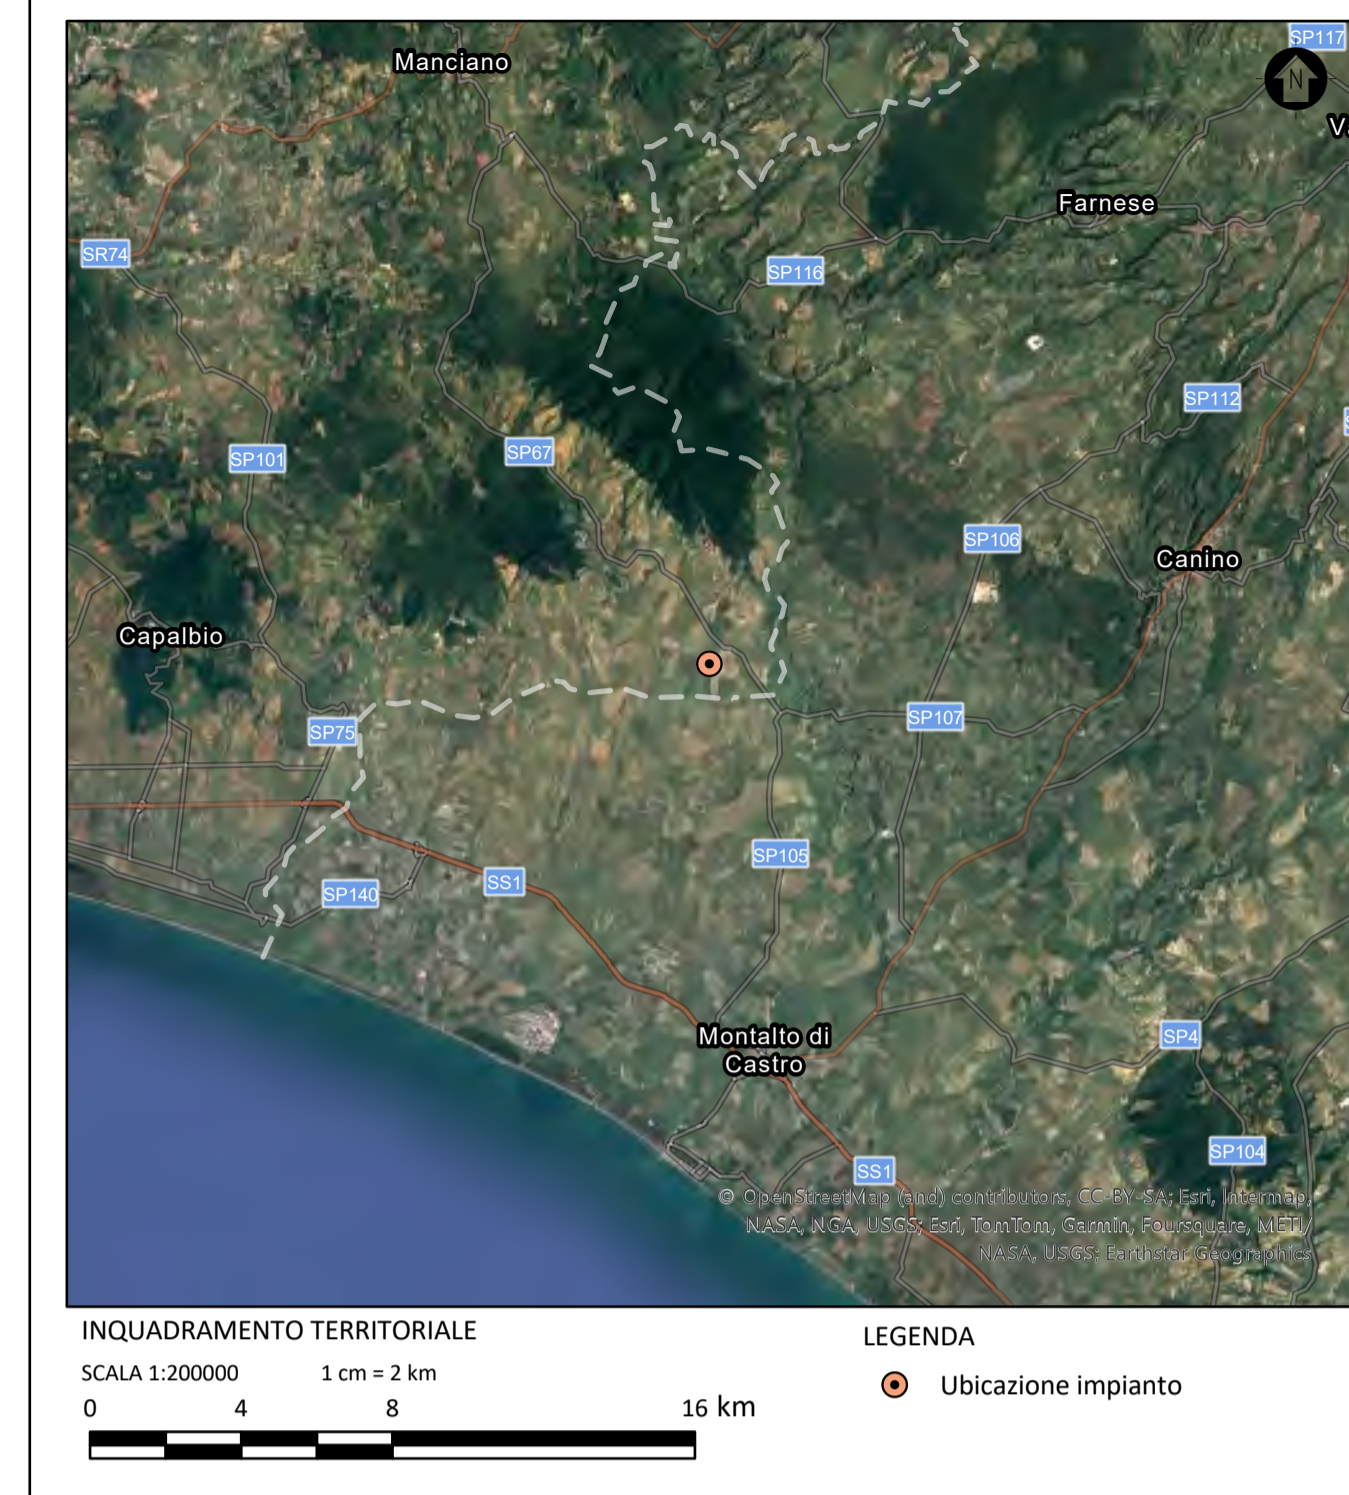 SP117
Manciano
N
Farnese
SR74
SP116
SP112
SP101
SP67
SP106
Canino
Capalbio
SP75
SP107
SP105
SP140
SS1
Montalto di
Castro
SP4
SP104
SS1
© OpenStreetMap (and) contributors, CC-BY-SA; Esri, Intermap,
NASA, NGA, USGS; Esri, TomTom, Garmin, Foursquare, METI/
NASA, USGS; Earthstar Geographics
INQUADRAMENTO TERRITORIALE
LEGENDA
SCALA 1:200000 1 cm = 2 km
Ubicazione impianto
0 4 8 16 km